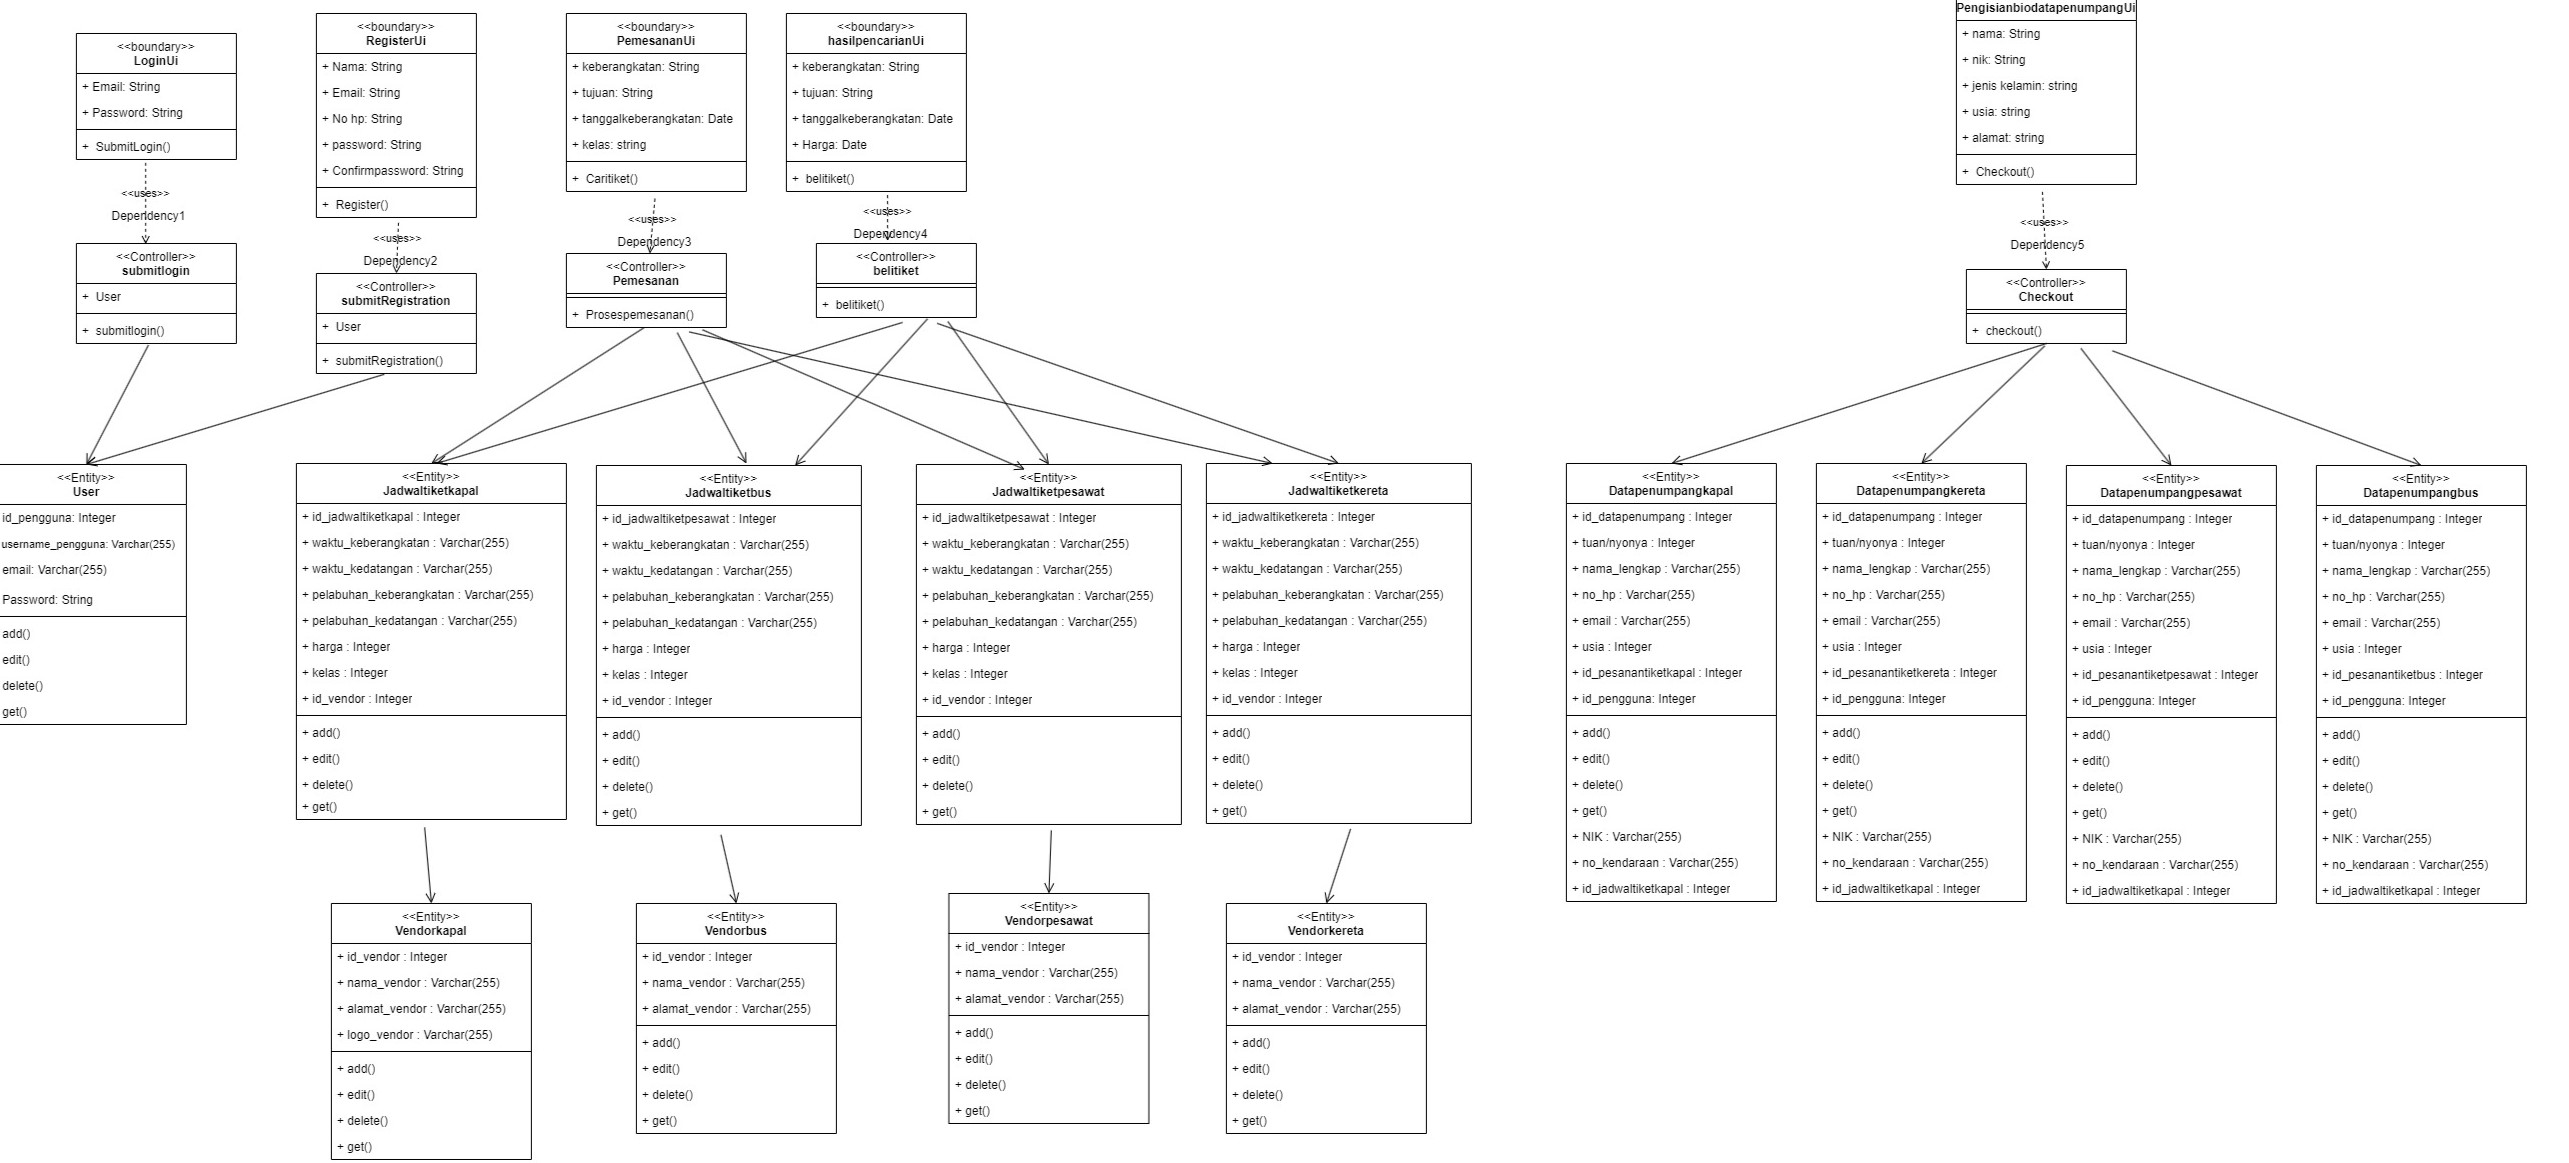 <<boundary>>
LoginUi
+ Email: String
+ Password: String
+ SubmitLogin()
<<boundary>>
RegisterUi
+ Nama: String
+ Email: String
+ No hp: String
+ password: String
+ Confirmpassword: String
+ Register()
<<boundary>>
PemesananUi
+ keberangkatan: String
+ tujuan: String
+ tanggalkeberangkatan: Date
+ kelas: string
+ Caritiket()
<<boundary>>
hasilpencarianUi
+ keberangkatan: String
+ tujuan: String
+ tanggalkeberangkatan: Date
+ Harga: Date
+ belitiket()
PengisianbiodatapenumpangUi
+ nama: String
+ nik: String
+ jenis kelamin: string
+ usia: string
+ alamat: string
+ Checkout()
<<uses>>
Dependency1
<<uses>>
Dependency2
<<uses>>
Dependency3
<<uses>>
Dependency4
<<uses>>
Dependency5
<<Controller>>
submitlogin
+ User
+ submitlogin()
<<Controller>>
submitRegistration
+ User
+ submitRegistration()
<<Controller>>
Pemesanan
+ Prosespemesanan()
<<Controller>>
belitiket
+ belitiket()
<<Controller>>
Checkout
+ checkout()
<<Entity>>
User
id_pengguna: Integer
username_pengguna: Varchar(255)
email: Varchar(255)
Password: String
add()
edit()
delete()
get()
<<Entity>>
Jadwaltiketkapal
+ id_jadwaltiketkapal : Integer
+ waktu_keberangkatan : Varchar(255)
+ waktu_kedatangan : Varchar(255)
+ pelabuhan_keberangkatan : Varchar(255)
+ pelabuhan_kedatangan : Varchar(255)
+ harga : Integer
+ kelas : Integer
+ id_vendor : Integer
+ add()
+ edit()
+ delete()
+ get()
<<Entity>>
Jadwaltiketbus
+ id_jadwaltiketpesawat : Integer
+ waktu_keberangkatan : Varchar(255)
+ waktu_kedatangan : Varchar(255)
+ pelabuhan_keberangkatan : Varchar(255)
+ pelabuhan_kedatangan : Varchar(255)
+ harga : Integer
+ kelas : Integer
+ id_vendor : Integer
+ add()
+ edit()
+ delete()
+ get()
<<Entity>>
Jadwaltiketpesawat
+ id_jadwaltiketpesawat : Integer
+ waktu_keberangkatan : Varchar(255)
+ waktu_kedatangan : Varchar(255)
+ pelabuhan_keberangkatan : Varchar(255)
+ pelabuhan_kedatangan : Varchar(255)
+ harga : Integer
+ kelas : Integer
+ id_vendor : Integer
+ add()
+ edit()
+ delete()
+ get()
<<Entity>>
Jadwaltiketkereta
+ id_jadwaltiketkereta : Integer
+ waktu_keberangkatan : Varchar(255)
+ waktu_kedatangan : Varchar(255)
+ pelabuhan_keberangkatan : Varchar(255)
+ pelabuhan_kedatangan : Varchar(255)
+ harga : Integer
+ kelas : Integer
+ id_vendor : Integer
+ add()
+ edit()
+ delete()
+ get()
<<Entity>>
Datapenumpangkapal
+ id_datapenumpang : Integer
+ tuan/nyonya : Integer
+ nama_lengkap : Varchar(255)
+ no_hp : Varchar(255)
+ email : Varchar(255)
+ usia : Integer
+ id_pesanantiketkapal : Integer
+ id_pengguna: Integer
+ add()
+ edit()
+ delete()
+ get()
+ NIK : Varchar(255)
+ no_kendaraan : Varchar(255)
+ id_jadwaltiketkapal : Integer
<<Entity>>
Datapenumpangkereta
+ id_datapenumpang : Integer
+ tuan/nyonya : Integer
+ nama_lengkap : Varchar(255)
+ no_hp : Varchar(255)
+ email : Varchar(255)
+ usia : Integer
+ id_pesanantiketkereta : Integer
+ id_pengguna: Integer
+ add()
+ edit()
+ delete()
+ get()
+ NIK : Varchar(255)
+ no_kendaraan : Varchar(255)
+ id_jadwaltiketkapal : Integer
<<Entity>>
Datapenumpangpesawat
+ id_datapenumpang : Integer
+ tuan/nyonya : Integer
+ nama_lengkap : Varchar(255)
+ no_hp : Varchar(255)
+ email : Varchar(255)
+ usia : Integer
+ id_pesanantiketpesawat : Integer
+ id_pengguna: Integer
+ add()
+ edit()
+ delete()
+ get()
+ NIK : Varchar(255)
+ no_kendaraan : Varchar(255)
+ id_jadwaltiketkapal : Integer
<<Entity>>
Datapenumpangbus
+ id_datapenumpang : Integer
+ tuan/nyonya : Integer
+ nama_lengkap : Varchar(255)
+ no_hp : Varchar(255)
+ email : Varchar(255)
+ usia : Integer
+ id_pesanantiketbus : Integer
+ id_pengguna: Integer
+ add()
+ edit()
+ delete()
+ get()
+ NIK : Varchar(255)
+ no_kendaraan : Varchar(255)
+ id_jadwaltiketkapal : Integer
<<Entity>>
Vendorkapal
+ id_vendor : Integer
+ nama_vendor : Varchar(255)
+ alamat_vendor : Varchar(255)
+ logo_vendor : Varchar(255)
+ add()
+ edit()
+ delete()
+ get()
<<Entity>>
Vendorbus
+ id_vendor : Integer
+ nama_vendor : Varchar(255)
+ alamat_vendor : Varchar(255)
+ add()
+ edit()
+ delete()
+ get()
<<Entity>>
Vendorpesawat
+ id_vendor : Integer
+ nama_vendor : Varchar(255)
+ alamat_vendor : Varchar(255)
+ add()
+ edit()
+ delete()
+ get()
<<Entity>>
Vendorkereta
+ id_vendor : Integer
+ nama_vendor : Varchar(255)
+ alamat_vendor : Varchar(255)
+ add()
+ edit()
+ delete()
+ get()